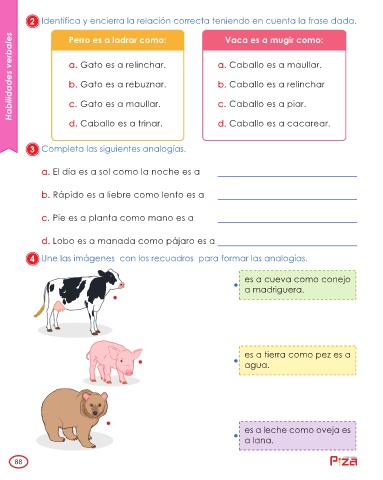 Habilidades verbales
2 Identifica y encierra la relación correcta teniendo en cuenta la frase dada.
Perro es a ladrar como:
a. Gato es a relinchar.
b. Gato es a rebuznar.
c. Gato es a maullar.
d. Caballo es a trinar.
Vaca es a mugir como:
a. Caballo es a maullar.
b. Caballo es a relinchar
c. Caballo es a piar.
d. Caballo es a cacarear.
3 Completa las siguientes analogías.
a. El día es a sol como la noche es a
b. Rápido es a liebre como lento es a
c. Pie es a planta como mano es a
d. Lobo es a manada como pájaro es a
4 Une las imágenes con los recuadros para formar las analogías.
es a cueva como conejo
a madriguera.
es a tierra como pez es a
agua.
es a leche como oveja es
a lana.
88